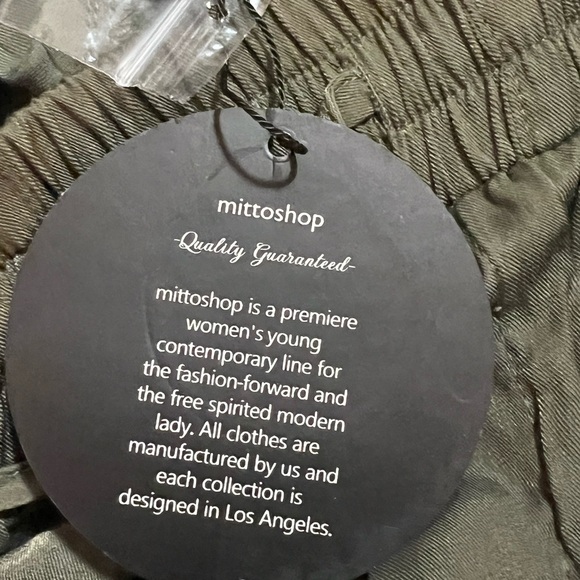 mittoshop
-Quality Guaranteed-
mittoshop is a premiere
women's young
contemporary line for
the fashion-forward and
the free spirited modern
lady. All clothes are
manufactured by us and
each collection is
designed in Los Angeles.